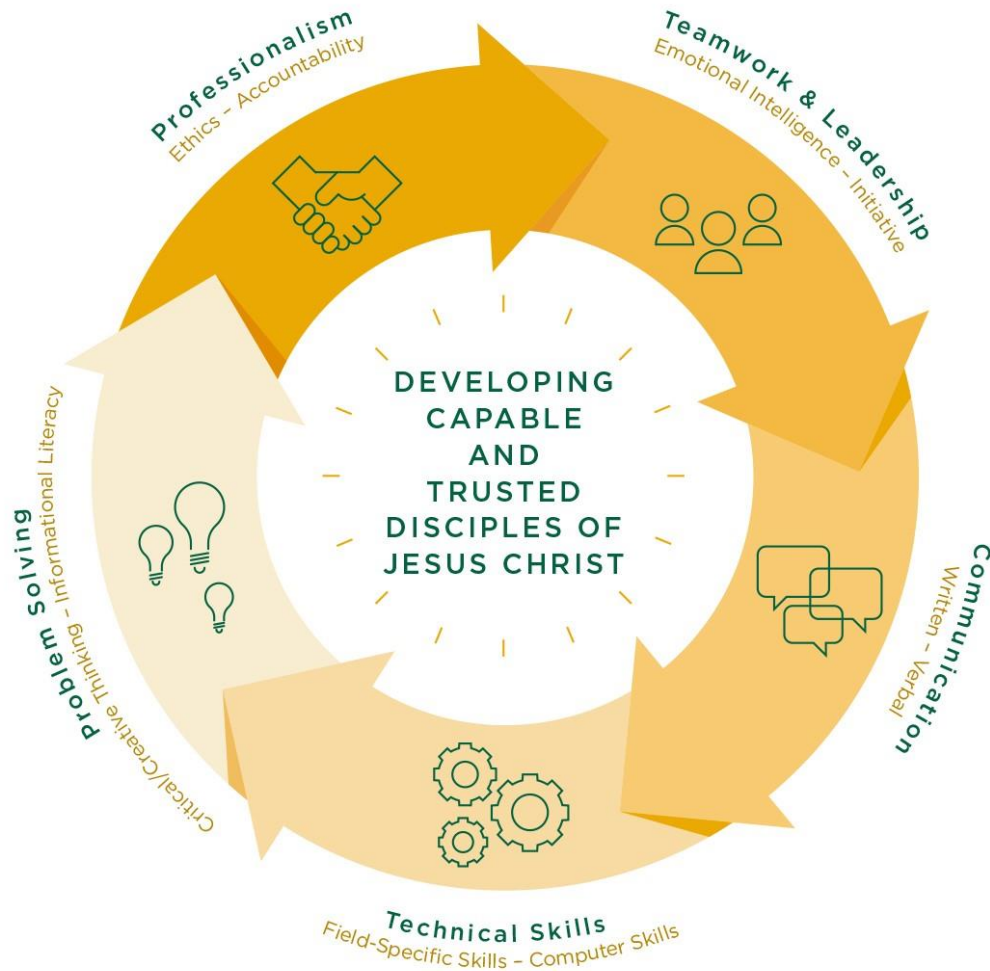 Professionalism
Ethics – Accountability
Teamwork & Leadership
Emotional Intelligence – Initiative
DEVELOPING
CAPABLE
AND
TRUSTED
DISCIPLES OF
JESUS CHRIST
Communication
Written – Verbal
Technical Skills
Field-Specific Skills – Computer Skills
Problem Solving
Critical/Creative Thinking – Informational Literacy